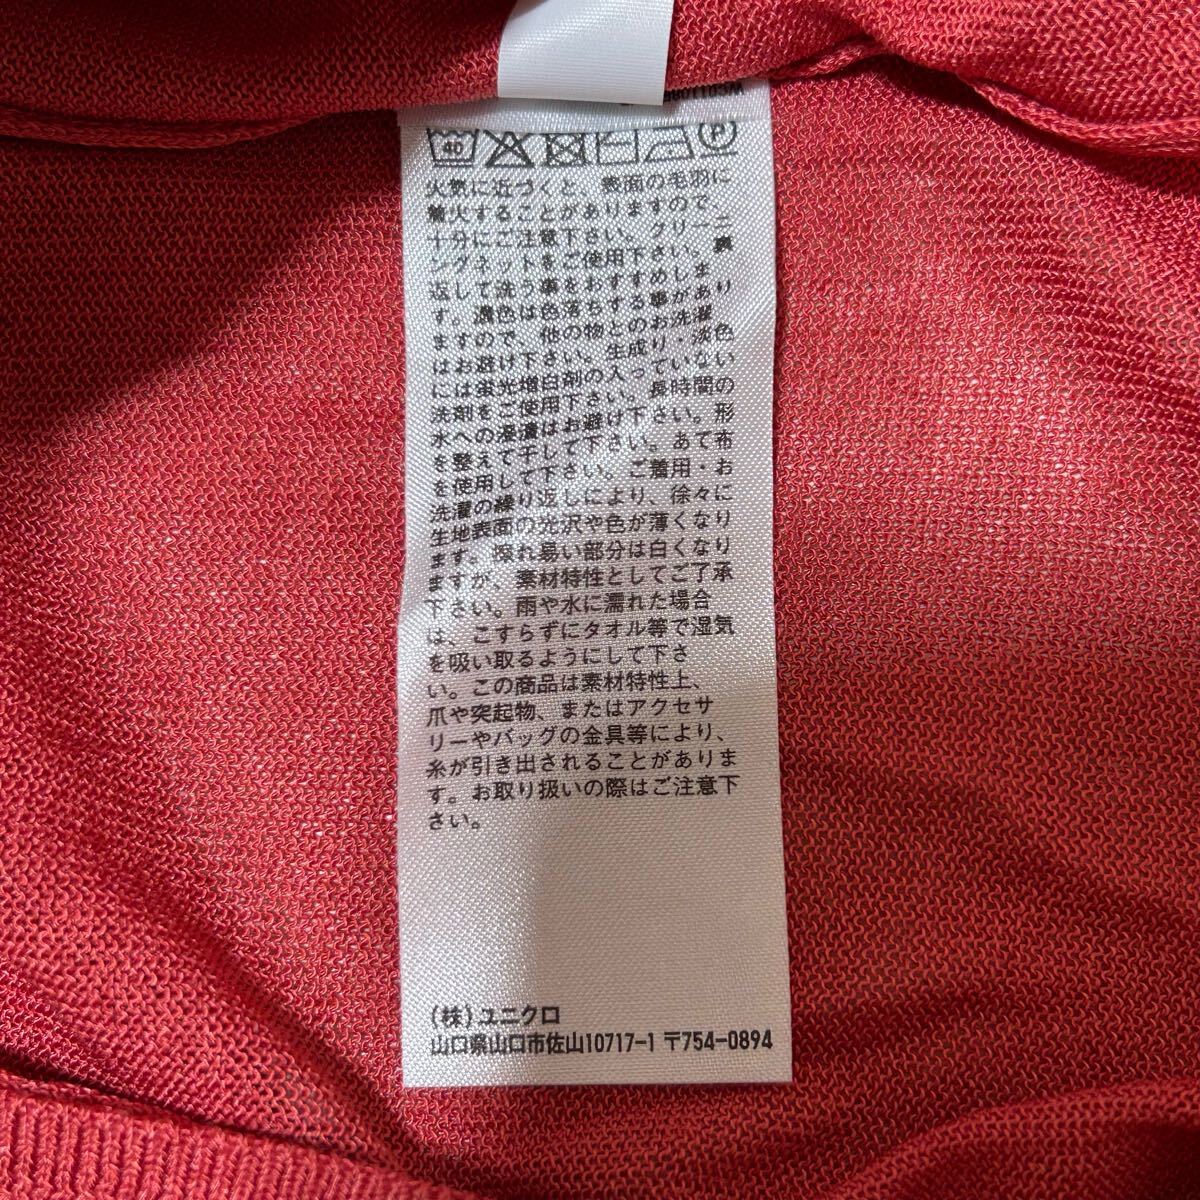 40 P
火気に近づくと、表面の毛羽に
着火することがありますので、
十分にご注意下さい。クリーニ
ングネットをご使用下さい。裏
返して洗う事をおすすめしま
す。濃色は色落ちする事があり
ますので、他の物とのお洗濯
はお避け下さい。生成り・淡色
には蛍光増白剤の入っていない
洗剤をご使用下さい。長時間の
水への浸漬はお避け下さい。形
を整えて干して下さい。あて布
を使用して下さい。ご着用・お
洗濯の繰り返しにより、徐々に
生地表面の光沢や色が薄くなり
ます。擦れ易い部分は白くなり
ますが、素材特性としてご了承
下さい。雨や水に濡れた場合
は、こすらずにタオル等で湿気
を吸い取るようにして下さ
い。この商品は素材特性上、
爪や突起物、またはアクセサ
リーやバッグの金具等により、
糸が引き出されることがありま
す。お取り扱いの際はご注意下
さい。
(株)ユニクロ
山口県山口市佐山10717-1 〒754-0894